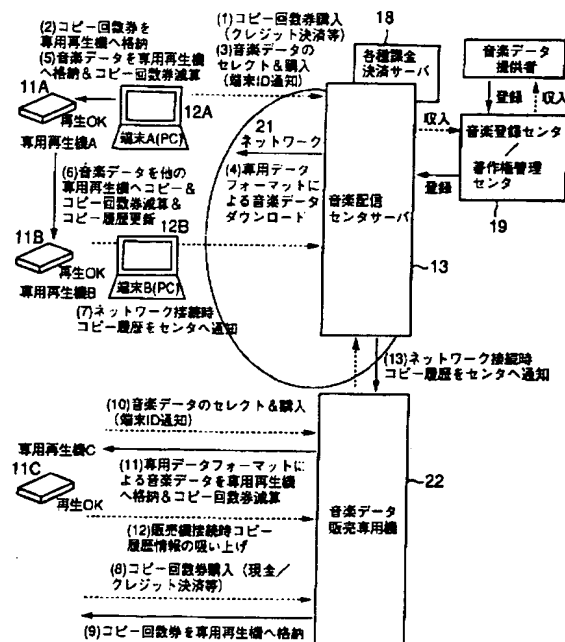 (2)コピー回数券を
専用再生機へ格納
(5)音楽データを専用再生機
へ格納&コピー回数券減算
(1)コピー回数券購入
(クレジット決済等)
(3)音楽データの
セレクト&購入
(端末ID通知)
18
各種課金
決済サーバ
音楽データ
提供者
登録
収入
11A
再生OK
専用再生機A
12A
端末A(PC)
21
ネットワーク
収入
登録
音楽登録センタ
/
著作権管理
センタ
19
(4)専用データ
フォーマットに
よる音楽データ
ダウンロード
音楽配信
センタサーバ
13
(6)音楽データを他の
専用再生機へコピー&
コピー回数券減算&
コピー履歴更新
11B
再生OK
専用再生機B
12B
端末B(PC)
(7)ネットワーク接続時
コピー履歴をセンタへ通知
(13)ネットワーク接続時
コピー履歴をセンタへ通知
(10)音楽データのセレクト&購入
(端末ID通知)
専用再生機C
11C
再生OK
(11)専用データフォーマットに
よる音楽データを専用再生機
へ格納&コピー回数券減算
22
音楽データ
販売専用機
(12)販売機接続時コピー
履歴情報の吸い上げ
(8)コピー回数券購入(現金/
クレジット決済等)
(9)コピー回数券を専用再生機へ格納